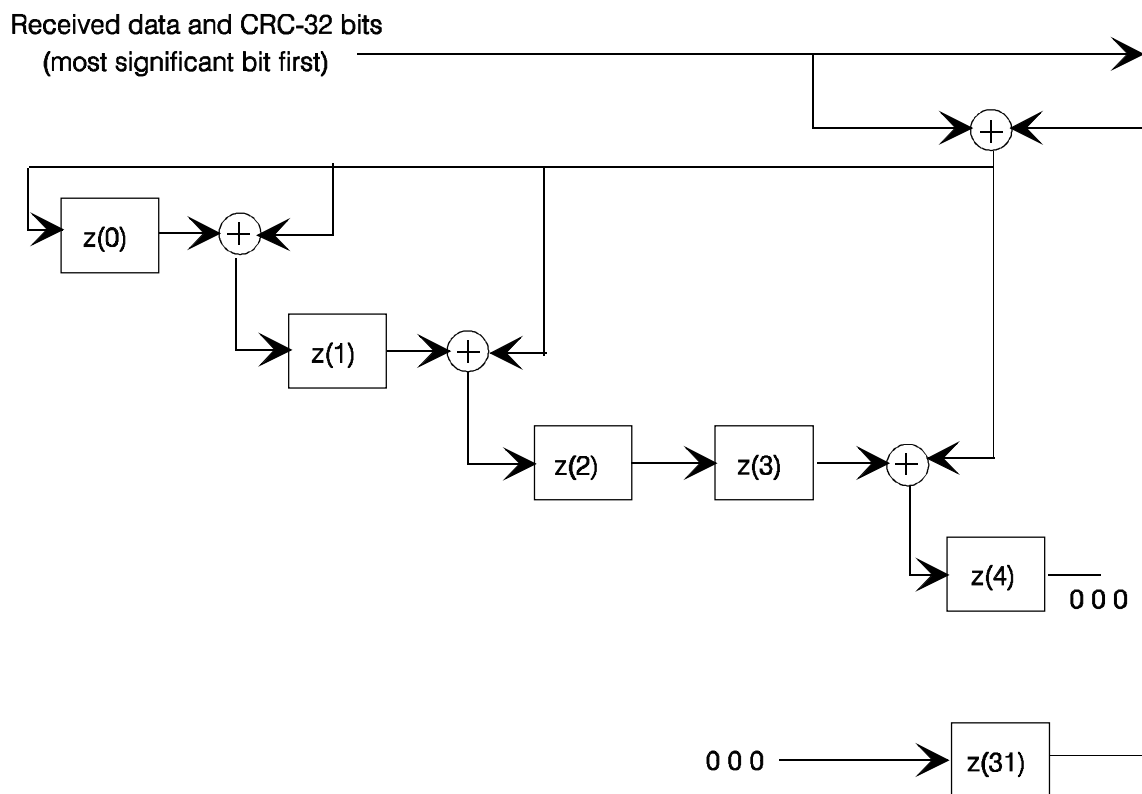 Received data and CRC-32 bits
(most significant bit first)
+
z(0)
+
z(1)
+
z(2)
z(3)
+
z(4)
0 0 0
0 0 0
z(31)